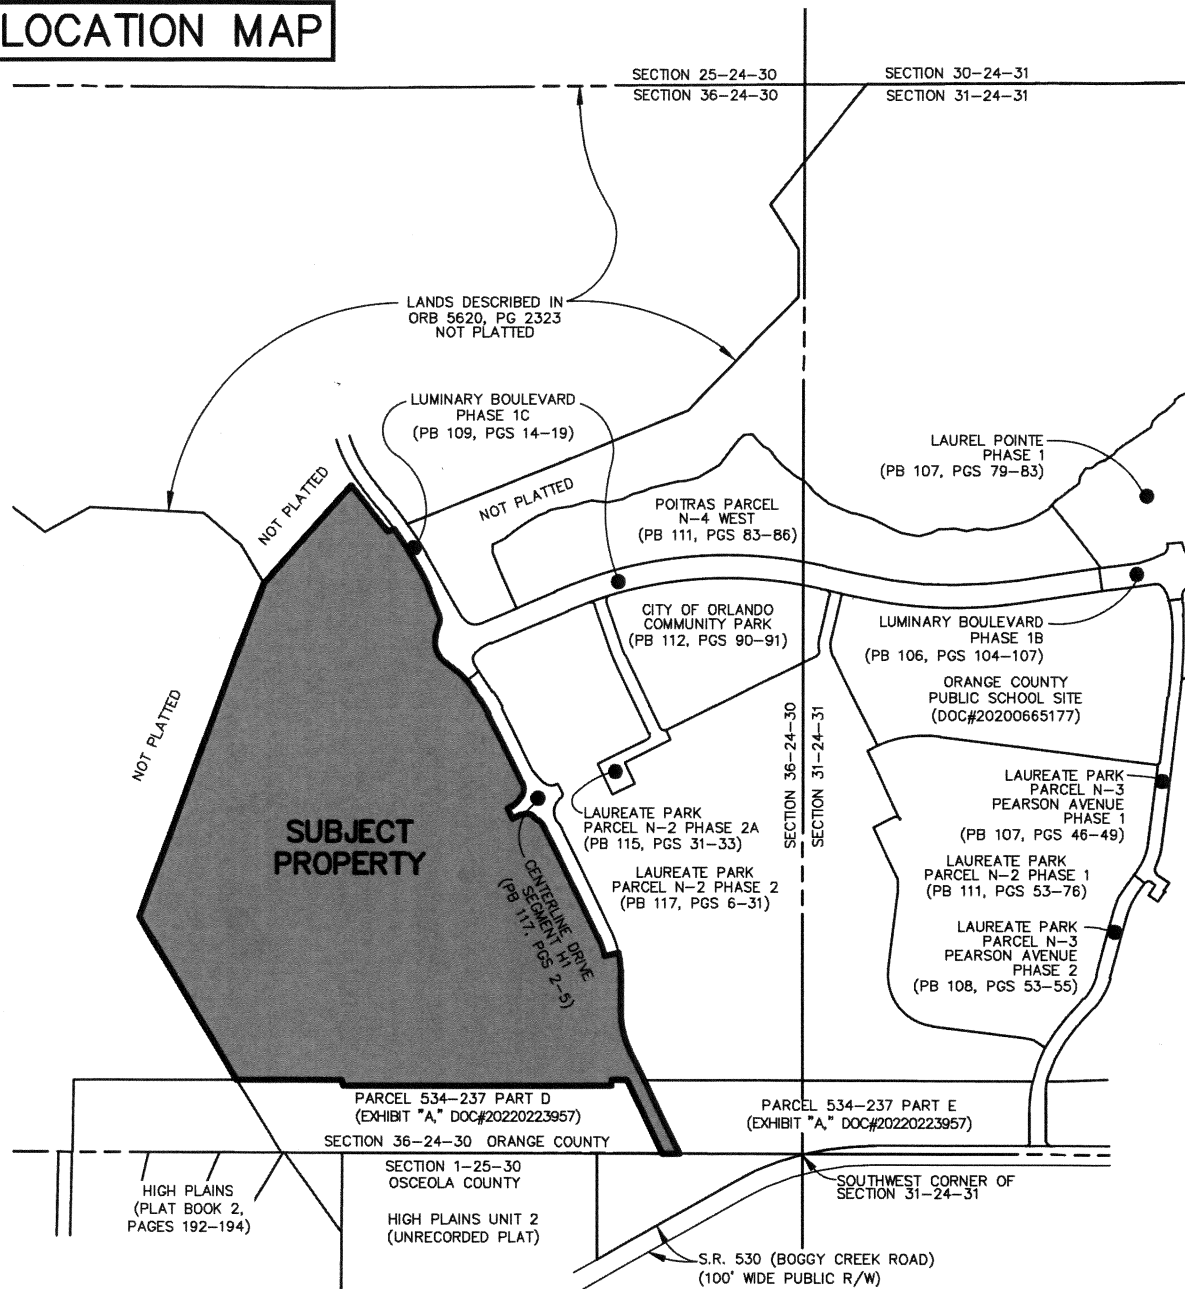 LOCATION MAP
SECTION 25-24-30
SECTION 36-24-30
SECTION 30-24-31
SECTION 31-24-31
LANDS DESCRIBED IN
ORB 5620, PG 2323
NOT PLATTED
LUMINARY BOULEVARD
PHASE 1C
(PB 109, PGS 14-19)
LAUREL POINTE
PHASE 1
(PB 107, PGS 79-83)
NOT PLATTED
NOT PLATTED
POITRAS PARCEL
N-4 WEST
(PB 111, PGS 83-86)
CITY OF ORLANDO
COMMUNITY PARK
(PB 112, PGS 90-91)
LUMINARY BOULEVARD
PHASE 1B
(PB 106, PGS 104-107)
ORANGE COUNTY
PUBLIC SCHOOL SITE
(DOC#20200665177)
NOT PLATTED
SECTION 36-24-30
SECTION 31-24-31
LAUREATE PARK
PARCEL N-3
PEARSON AVENUE
PHASE 1
(PB 107, PGS 46-49)
SUBJECT
PROPERTY
LAUREATE PARK
PARCEL N-2 PHASE 2A
(PB 115, PGS 31-33)
LAUREATE PARK
PARCEL N-2 PHASE 2
(PB 117, PGS 6-31)
LAUREATE PARK
PARCEL N-2 PHASE 1
(PB 111, PGS 53-76)
CENTERLINE DRIVE
SEGMENT H1
(PB 117, PGS 2-5)
LAUREATE PARK
PARCEL N-3
PEARSON AVENUE
PHASE 2
(PB 108, PGS 53-55)
PARCEL 534-237 PART D
(EXHIBIT "A," DOC#20220223957)
PARCEL 534-237 PART E
(EXHIBIT "A," DOC#20220223957)
SECTION 36-24-30 ORANGE COUNTY
SECTION 1-25-30
OSCEOLA COUNTY
HIGH PLAINS
(PLAT BOOK 2,
PAGES 192-194)
HIGH PLAINS UNIT 2
(UNRECORDED PLAT)
SOUTHWEST CORNER OF
SECTION 31-24-31
S.R. 530 (BOGGY CREEK ROAD)
(100' WIDE PUBLIC R/W)